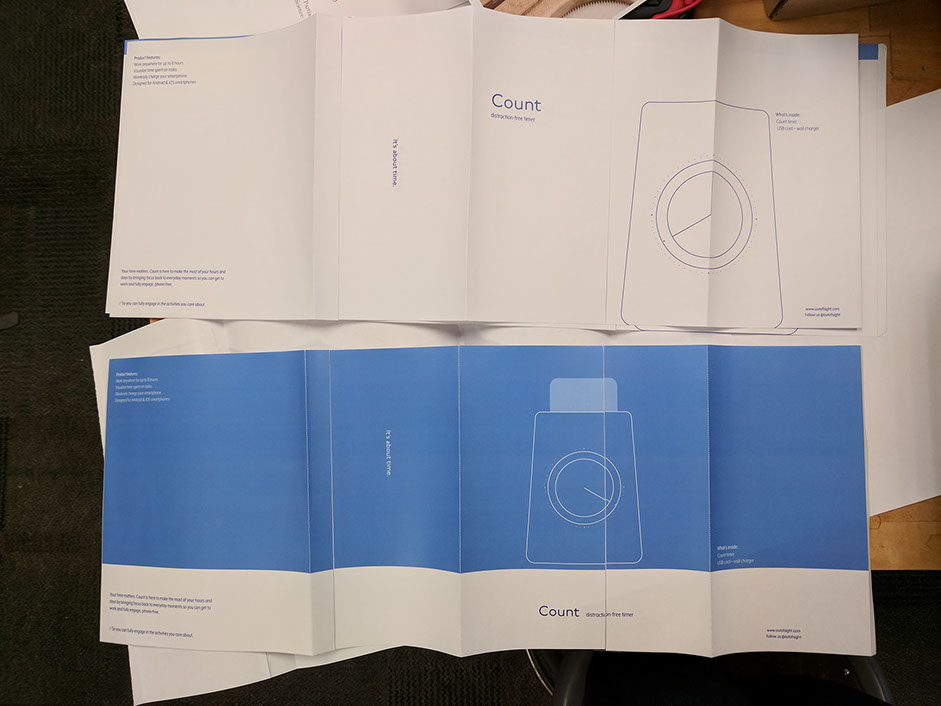 Product Features:
Work anywhere for up to 8 hours
Visualize time spent on tasks
Wirelessly charge your smartphone
Designed for Android & iOS smartphones
It's about time.
Count
distraction-free timer
What's inside:
Count timer
USB cord + wall charger
Your time matters. Count is here to make the most of your hours and
days by bringing focus back to everyday moments so you can get to
work and fully engage, phone-free.
/ So you can fully engage in the activities you care about.
www.outofsight.com
Follow us @outofsight
Product Features:
Work anywhere for up to 8 hours
Visualize time spent on tasks
Wirelessly charge your smartphone
Designed for Android & iOS smartphones
It's about time.
What's inside:
Count timer
USB cord + wall charger
Your time matters. Count is here to make the most of your hours and
days by bringing focus back to everyday moments so you can get to
work and fully engage, phone-free.
/ So you can fully engage in the activities you care about.
Count distraction-free timer
www.outofsight.com
Follow us @outofsight